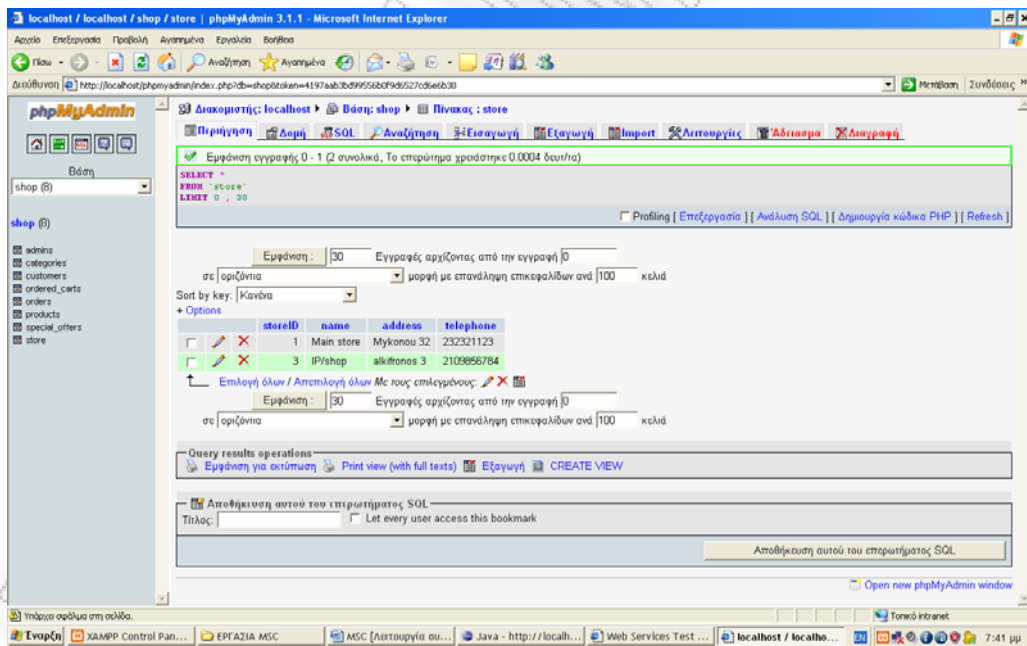 localhost / localhost / shop / store | phpMyAdmin 3.1.1 - Microsoft Internet Explorer
Αρχείο Επεξεργασία Προβολή Αγαπημένα Εργαλεία Βοήθεια
Πίσω Αναζήτηση Αγαπημένα
Διεύθυνση http://localhost/phpmyadmin/index.php?db=shop&token=4197aab3bd99556b0f9d6527cd6e6b30 Μετάβαση Συνδέσεις »
phpMyAdmin
Βάση
shop (8)
shop (8)
admins
categories
customers
ordered_carts
orders
products
special_offers
store
Διακομιστής: localhost Βάση: shop Πίνακας : store
Περιήγηση Δομή SQL Αναζήτηση Εισαγωγή Εξαγωγή Import Λειτουργίες Άδειασμα Διαγραφή
Εμφάνιση εγγραφής 0 - 1 (2 συνολικά, Το επερώτημα χρειάστηκε 0.0004 δευτ/τα)
SELECT *
FROM `store`
LIMIT 0 , 30
Profiling [ Επεξεργασία ] [ Ανάλυση SQL ] [ Δημιουργία κώδικα PHP ] [ Refresh ]
Εμφάνιση : 30 Εγγραφές αρχίζοντας από την εγγραφή 0
σε οριζόντια μορφή με επανάληψη επικεφαλίδων ανά 100 κελιά
Sort by key: Κανένα
+ Options
storeID name address telephone
1 Main store Mykonou 32 232321123
3 IP/shop alkifronos 3 2109856784
Επιλογή όλων / Απεπιλογή όλων Με τους επιλεγμένους:
Εμφάνιση : 30 Εγγραφές αρχίζοντας από την εγγραφή 0
σε οριζόντια μορφή με επανάληψη επικεφαλίδων ανά 100 κελιά
Query results operations
Εμφάνιση για εκτύπωση Print view (with full texts) Εξαγωγή CREATE VIEW
Αποθήκευση αυτού του επερωτήματος SQL
Τίτλος: Let every user access this bookmark
Αποθήκευση αυτού του επερωτήματος SQL
Open new phpMyAdmin window
Υπάρχει σφάλμα στη σελίδα. Τοπικό intranet
Έναρξη XAMPP Control Pan... ΕΡΓΑΣΙΑ MSC MSC [Λειτουργία συ... Java - http://localh... Web Services Test ... localhost / localho... EN 7:41 μμ